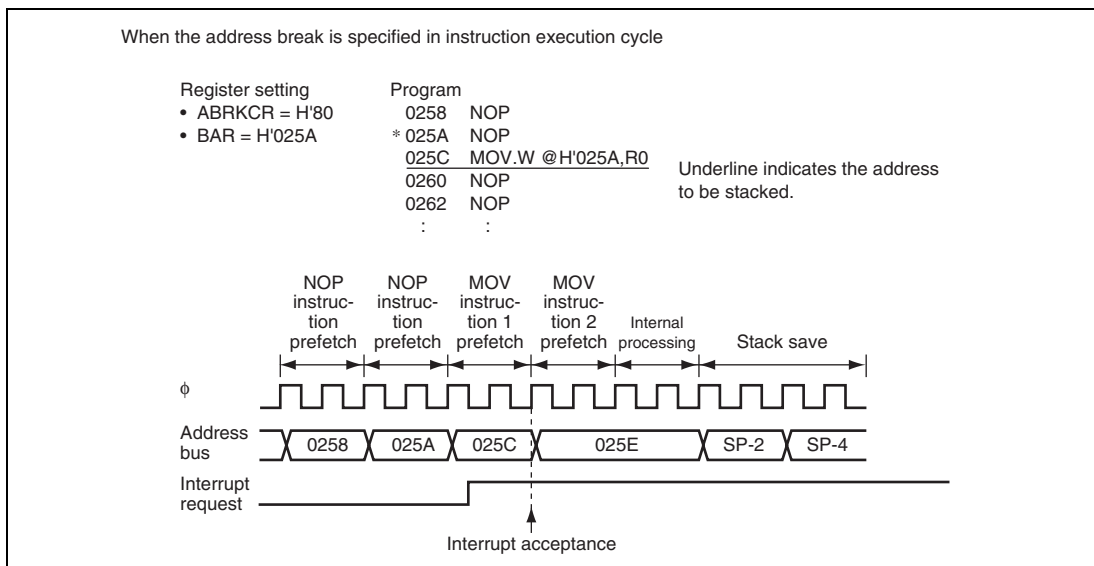 When the address break is specified in instruction execution cycle
Register setting
• ABRKCR = H'80
• BAR = H'025A
Program
0258 NOP
* 025A NOP
025C MOV.W @H'025A,R0
0260 NOP
0262 NOP
: :
Underline indicates the address
to be stacked.
NOP
instruc-
tion
prefetch
NOP
instruc-
tion
prefetch
MOV
instruc-
tion 1
prefetch
MOV
instruc-
tion 2
prefetch
Internal
processing
Stack save
φ
Address
bus
0258 025A 025C 025E SP-2 SP-4
Interrupt
request
Interrupt acceptance